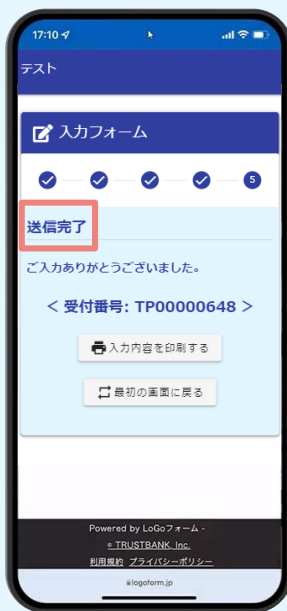 17:10
テスト
入力フォーム
5
送信完了
ご入力ありがとうございました。
< 受付番号: TP00000648 >
入力内容を印刷する
最初の画面に戻る
Powered by LoGoフォーム -
© TRUSTBANK, Inc.
利用規約 プライバシーポリシー
logoform.jp